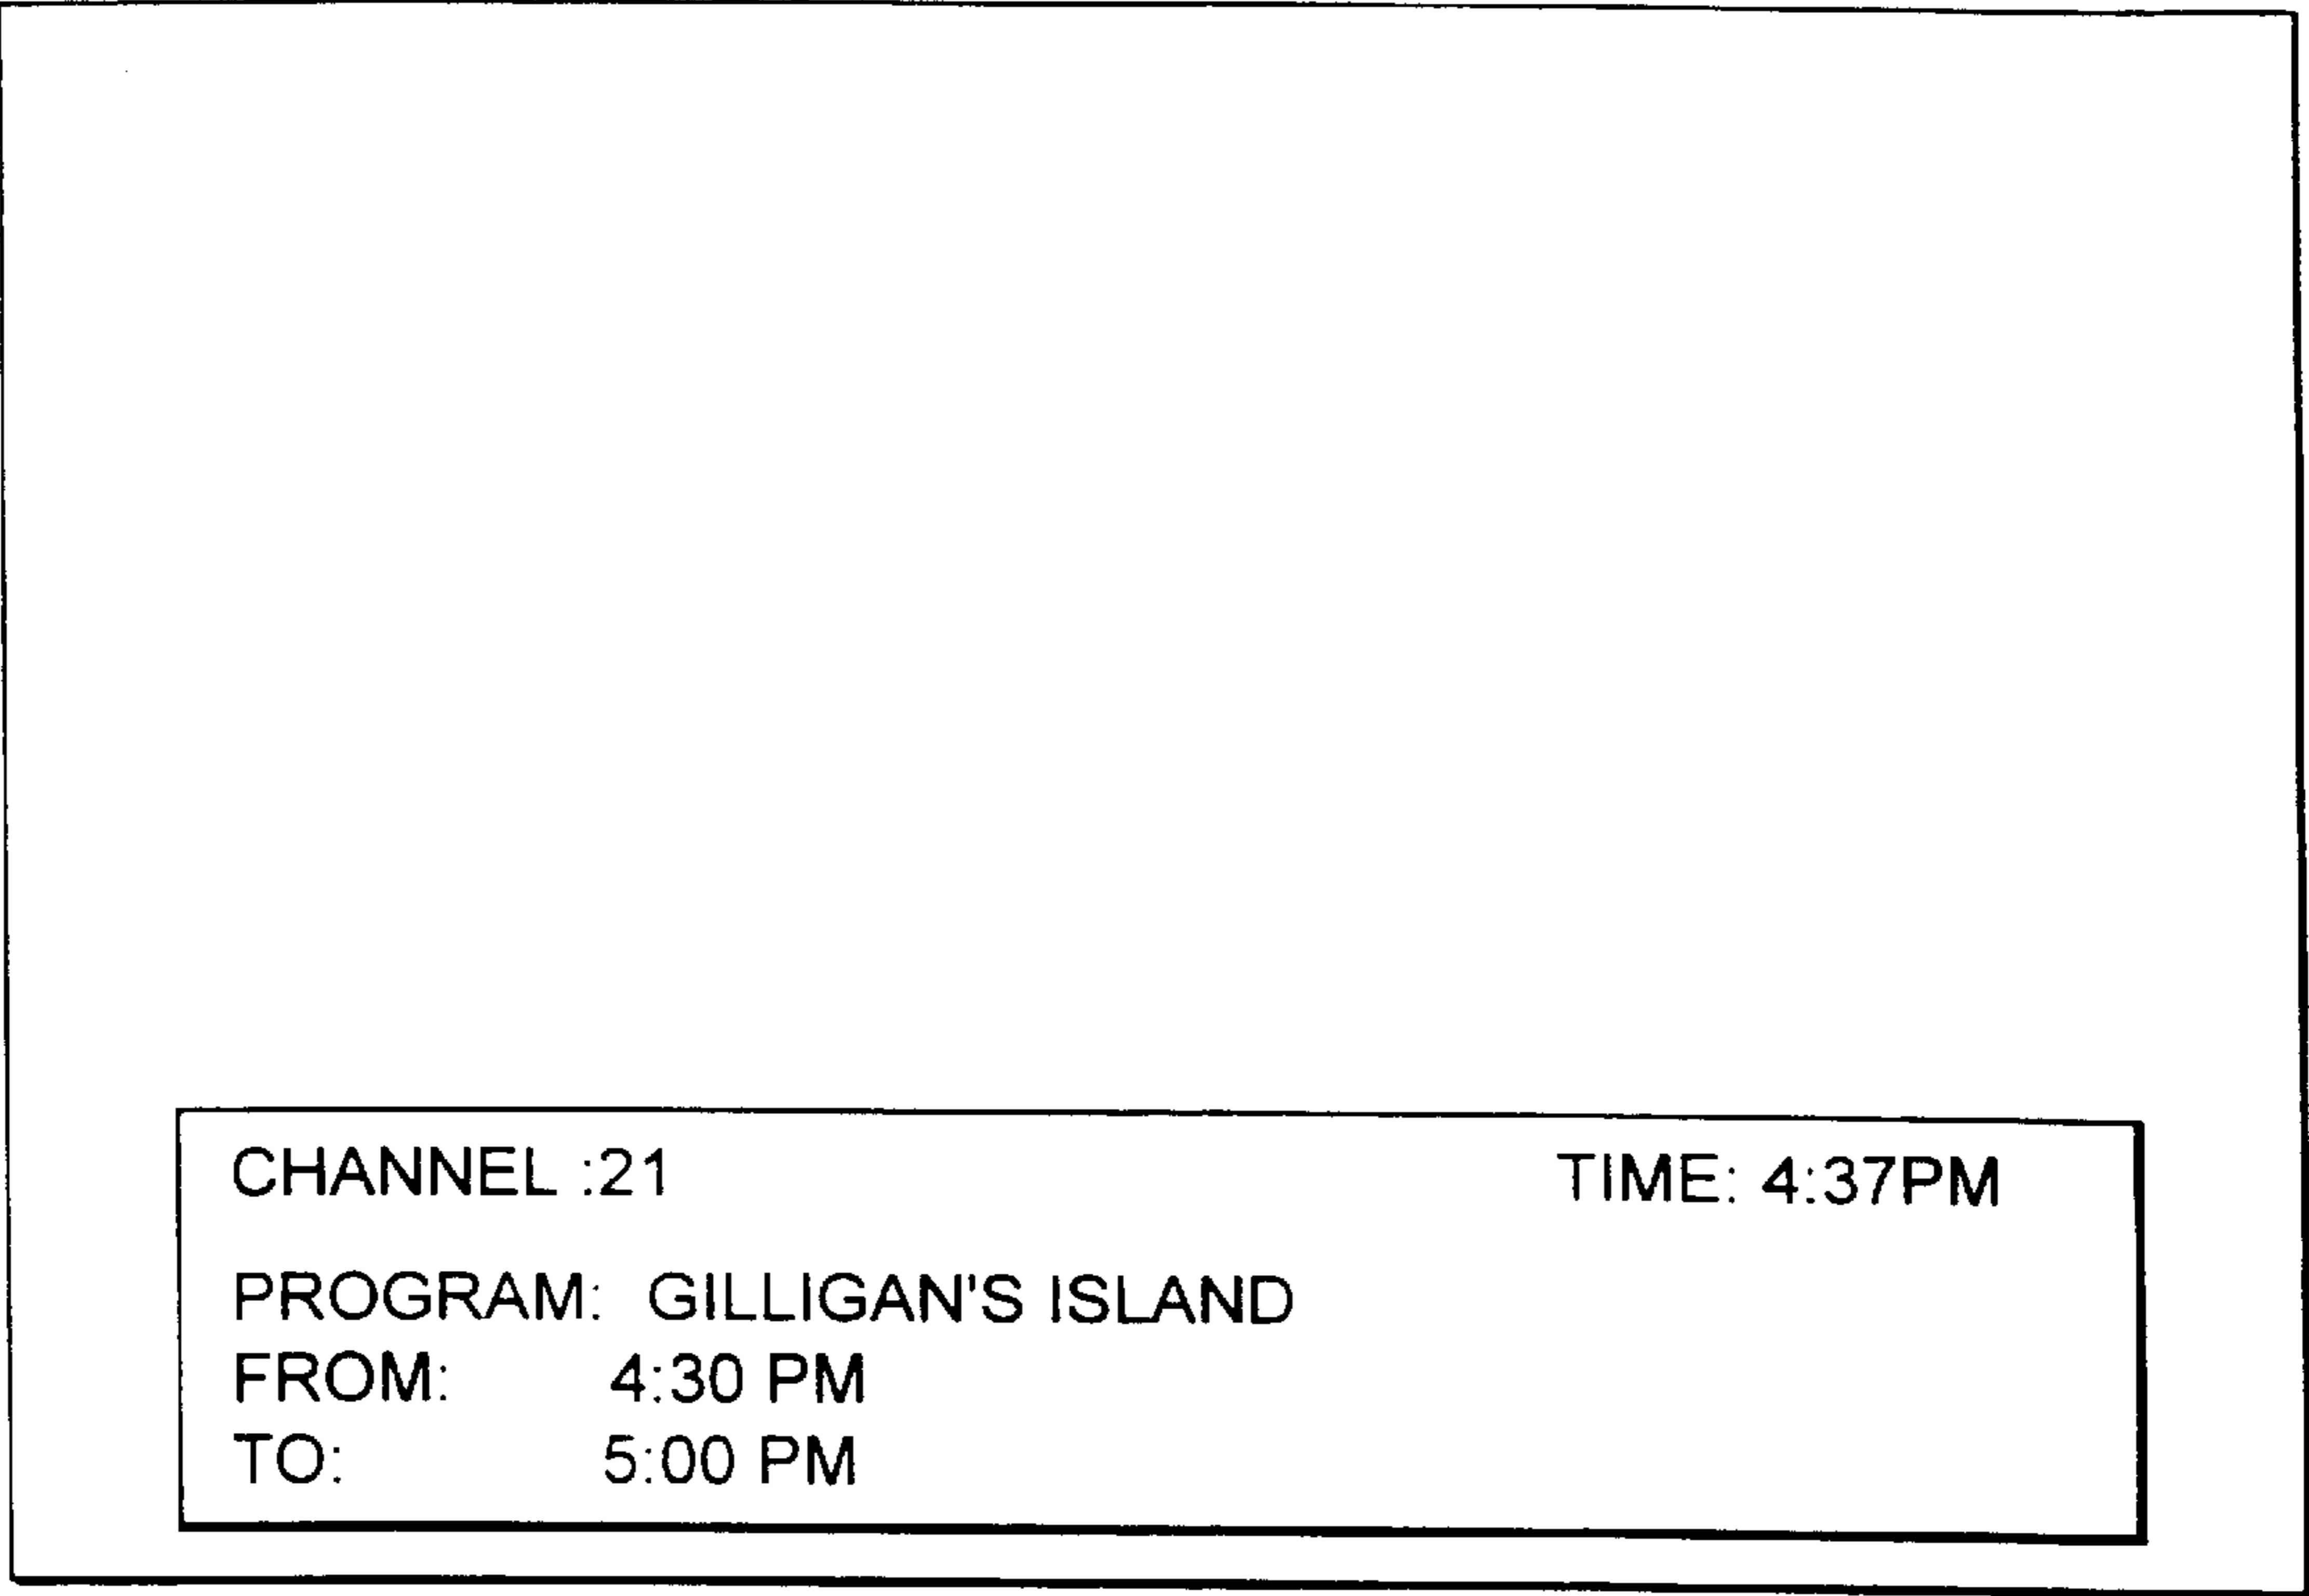 CHANNEL :21 TIME: 4:37PM
PROGRAM: GILLIGAN'S ISLAND
FROM: 4:30 PM
TO: 5:00 PM